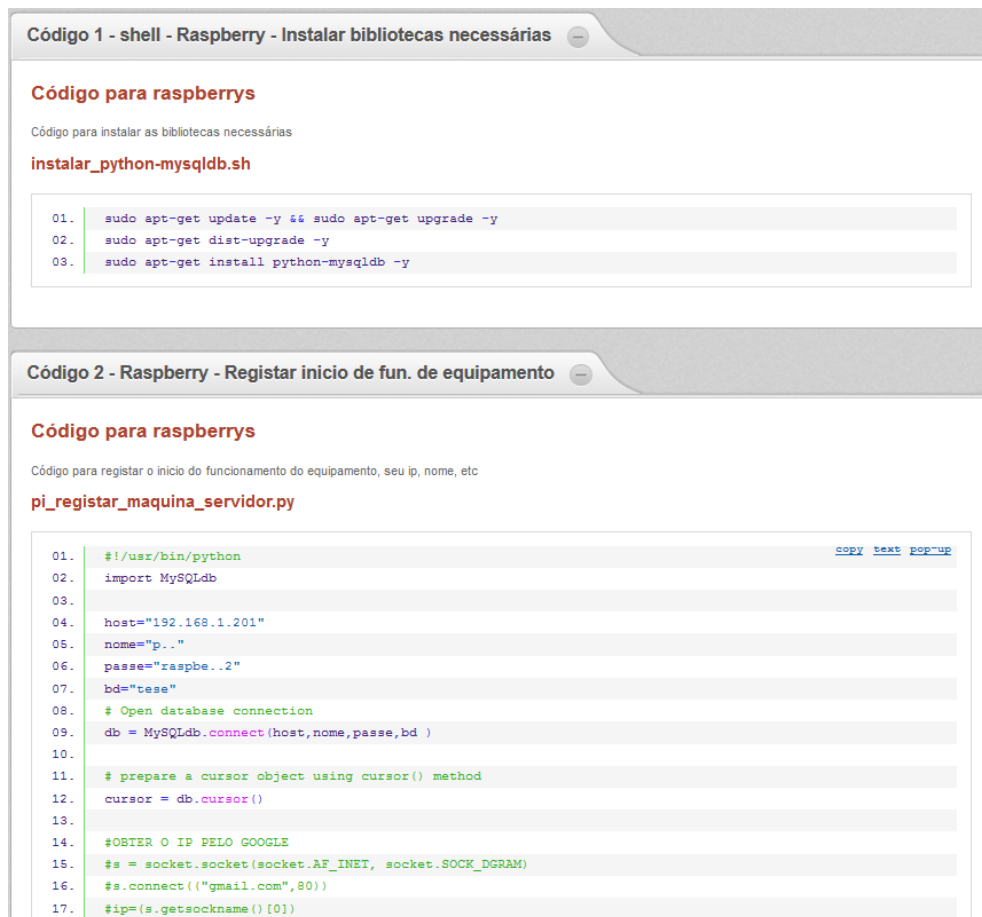 Código 1 - shell - Raspberry - Instalar bibliotecas necessárias
Código para raspberrys
Código para instalar as bibliotecas necessárias
instalar_python-mysqldb.sh
01. sudo apt-get update -y && sudo apt-get upgrade -y
02. sudo apt-get dist-upgrade -y
03. sudo apt-get install python-mysqldb -y
Código 2 - Raspberry - Registar inicio de fun. de equipamento
Código para raspberrys
Código para registar o inicio do funcionamento do equipamento, seu ip, nome, etc
pi_registar_maquina_servidor.py
copy text pop-up
01. #!/usr/bin/python
02. import MySQLdb
03.
04. host="192.168.1.201"
05. nome="p.."
06. passe="raspbe..2"
07. bd="tese"
08. # Open database connection
09. db = MySQLdb.connect(host,nome,passe,bd )
10.
11. # prepare a cursor object using cursor() method
12. cursor = db.cursor()
13.
14. #OBTER O IP PELO GOOGLE
15. #s = socket.socket(socket.AF_INET, socket.SOCK_DGRAM)
16. #s.connect(("gmail.com",80))
17. #ip=(s.getsockname()[0])